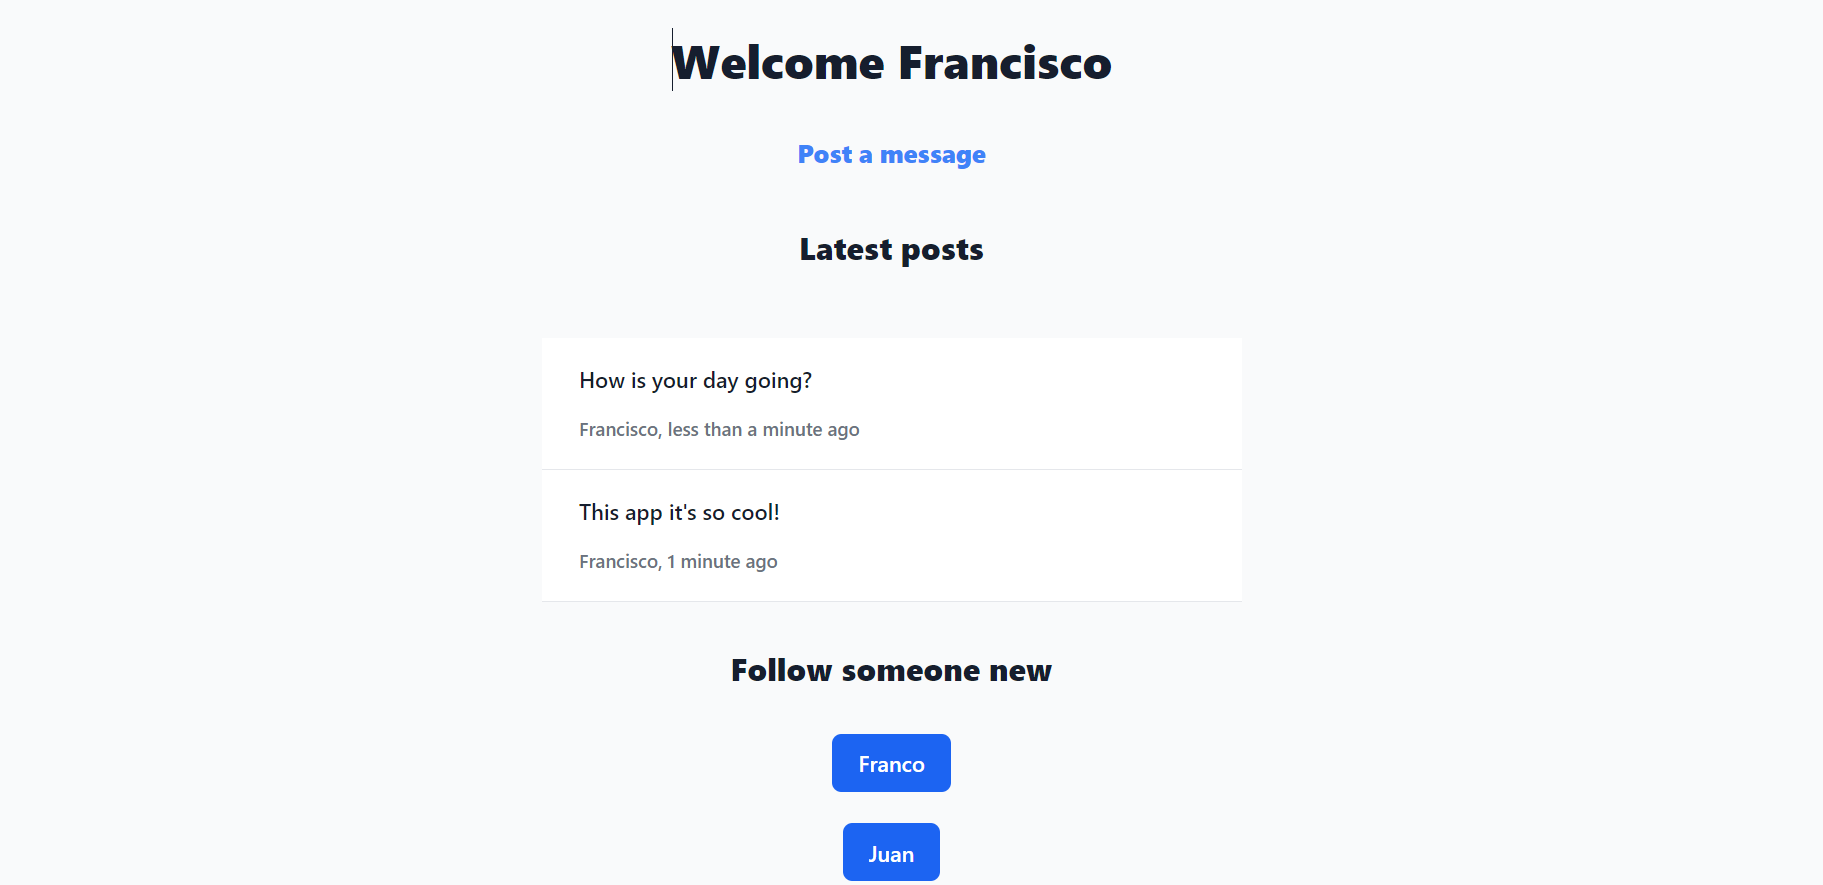 Welcome Francisco
Post a message
Latest posts
How is your day going?
Francisco, less than a minute ago
This app it's so cool!
Francisco, 1 minute ago
Follow someone new
Franco
Juan